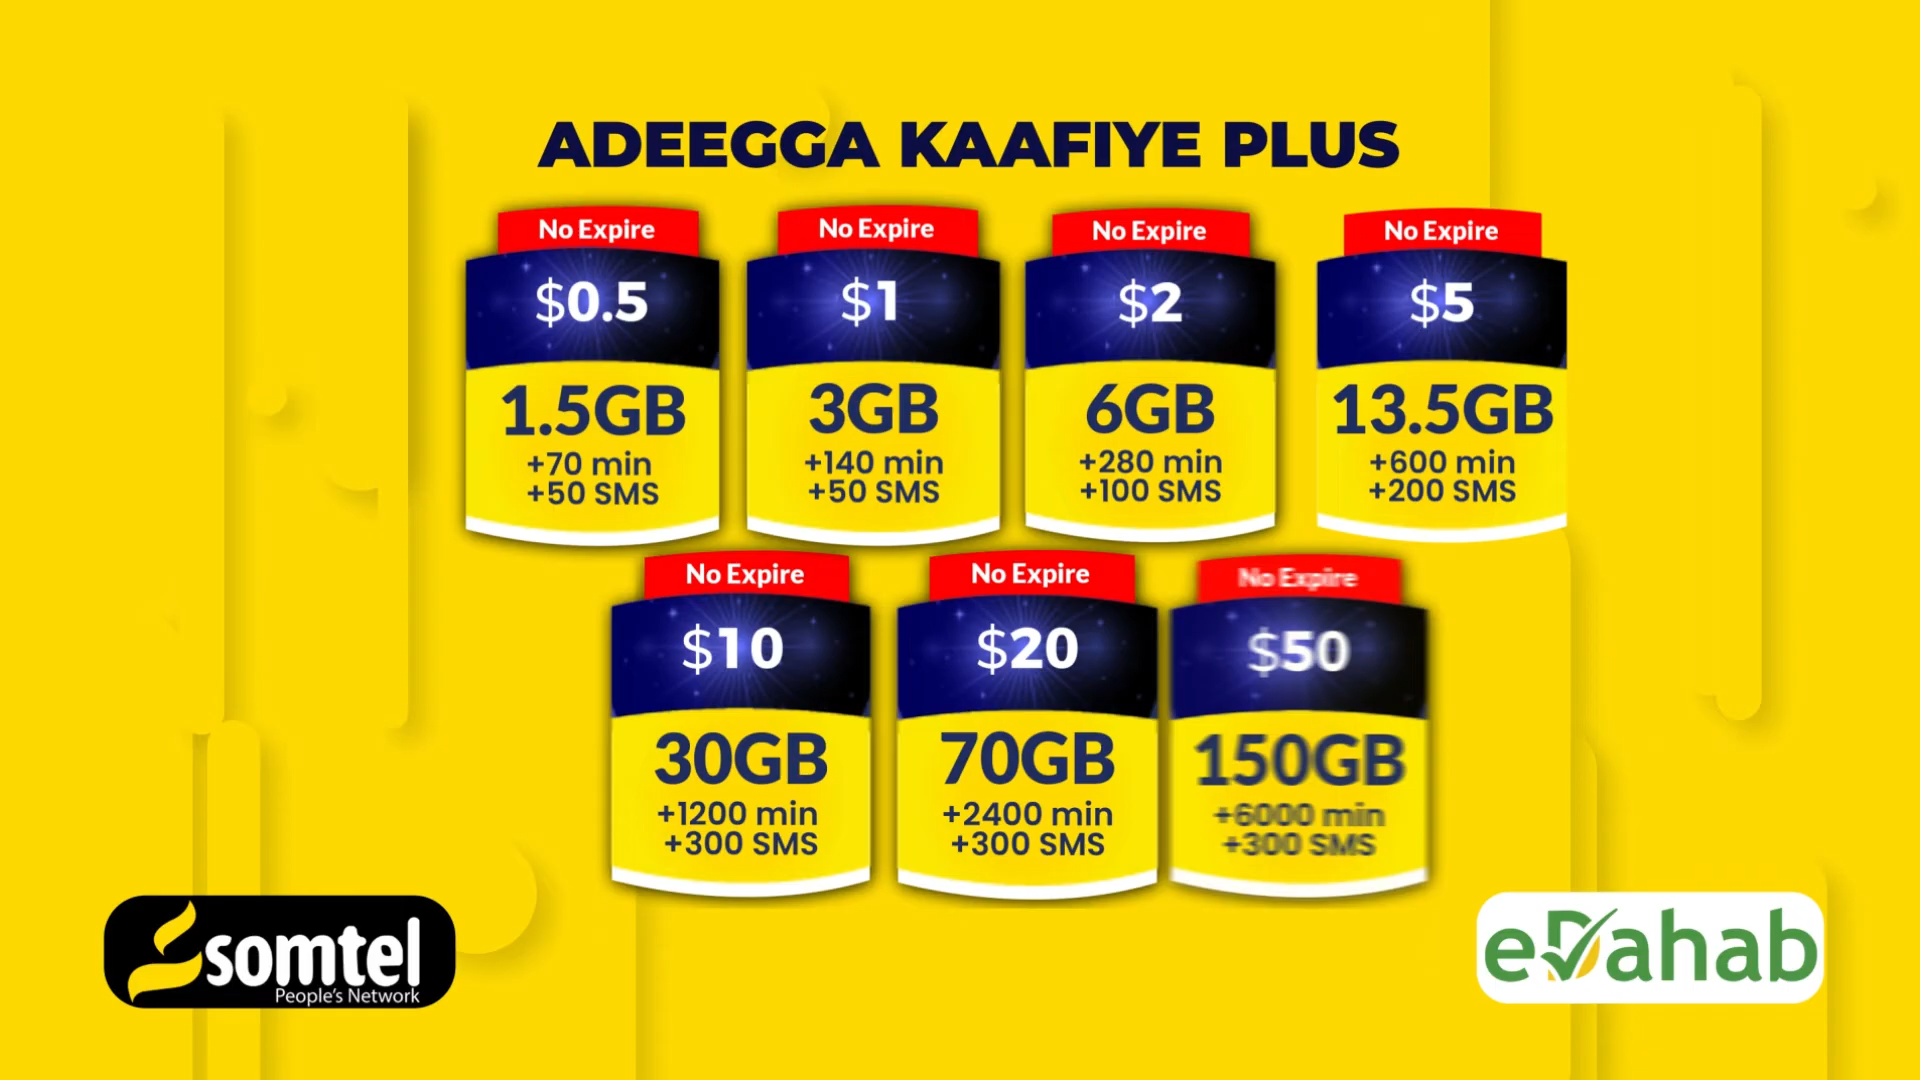 ADEEGGA KAAFIYE PLUS
No Expire
$0.5
1.5GB
+70 min
+50 SMS
No Expire
$1
3GB
+140 min
+50 SMS
No Expire
$2
6GB
+280 min
+100 SMS
No Expire
$5
13.5GB
+600 min
+200 SMS
No Expire
$10
30GB
+1200 min
+300 SMS
No Expire
$20
70GB
+2400 min
+300 SMS
No Expire
$50
150GB
+6000 min
+300 SMS
somtel
People's Network
eDahab